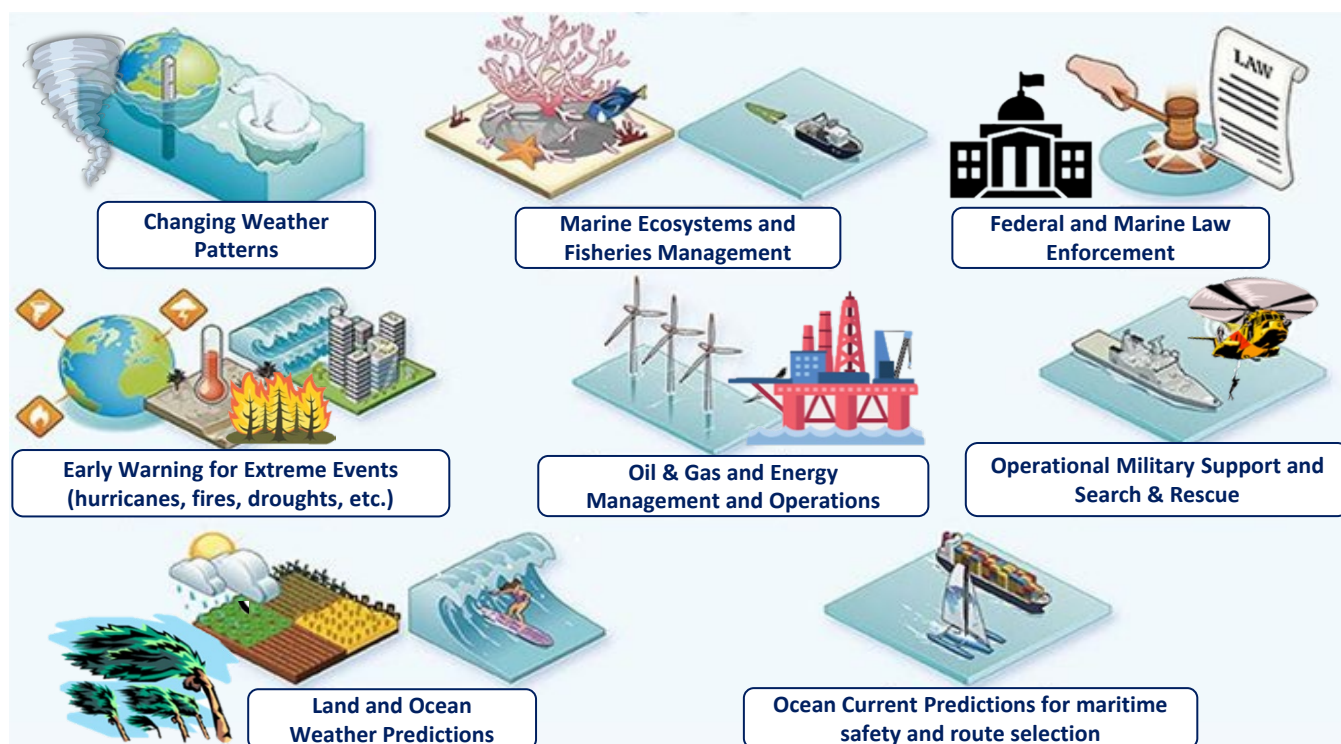 LAW
Changing Weather
Patterns
Marine Ecosystems and
Fisheries Management
Federal and Marine Law
Enforcement
Early Warning for Extreme Events
(hurricanes, fires, droughts, etc.)
Oil & Gas and Energy
Management and Operations
Operational Military Support and
Search & Rescue
Land and Ocean
Weather Predictions
Ocean Current Predictions for maritime
safety and route selection